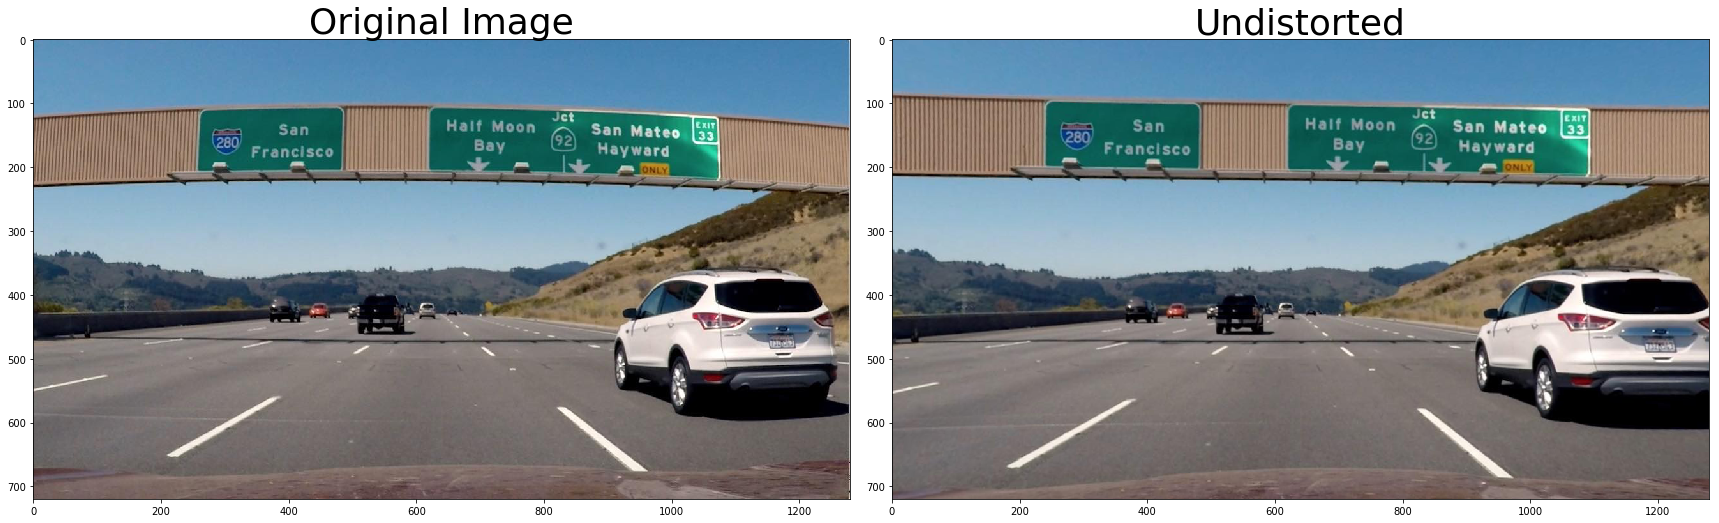 Original Image
0
100
200
300
400
500
600
700
0
200
400
600
800
1000
1200
280
San
Francisco
Half Moon
Bay
Jct
92
San Mateo
Hayward
EXIT
33
ONLY
Undistorted
0
100
200
300
400
500
600
700
0
200
400
600
800
1000
1200
280
San
Francisco
Half Moon
Bay
Jct
92
San Mateo
Hayward
EXIT
33
ONLY